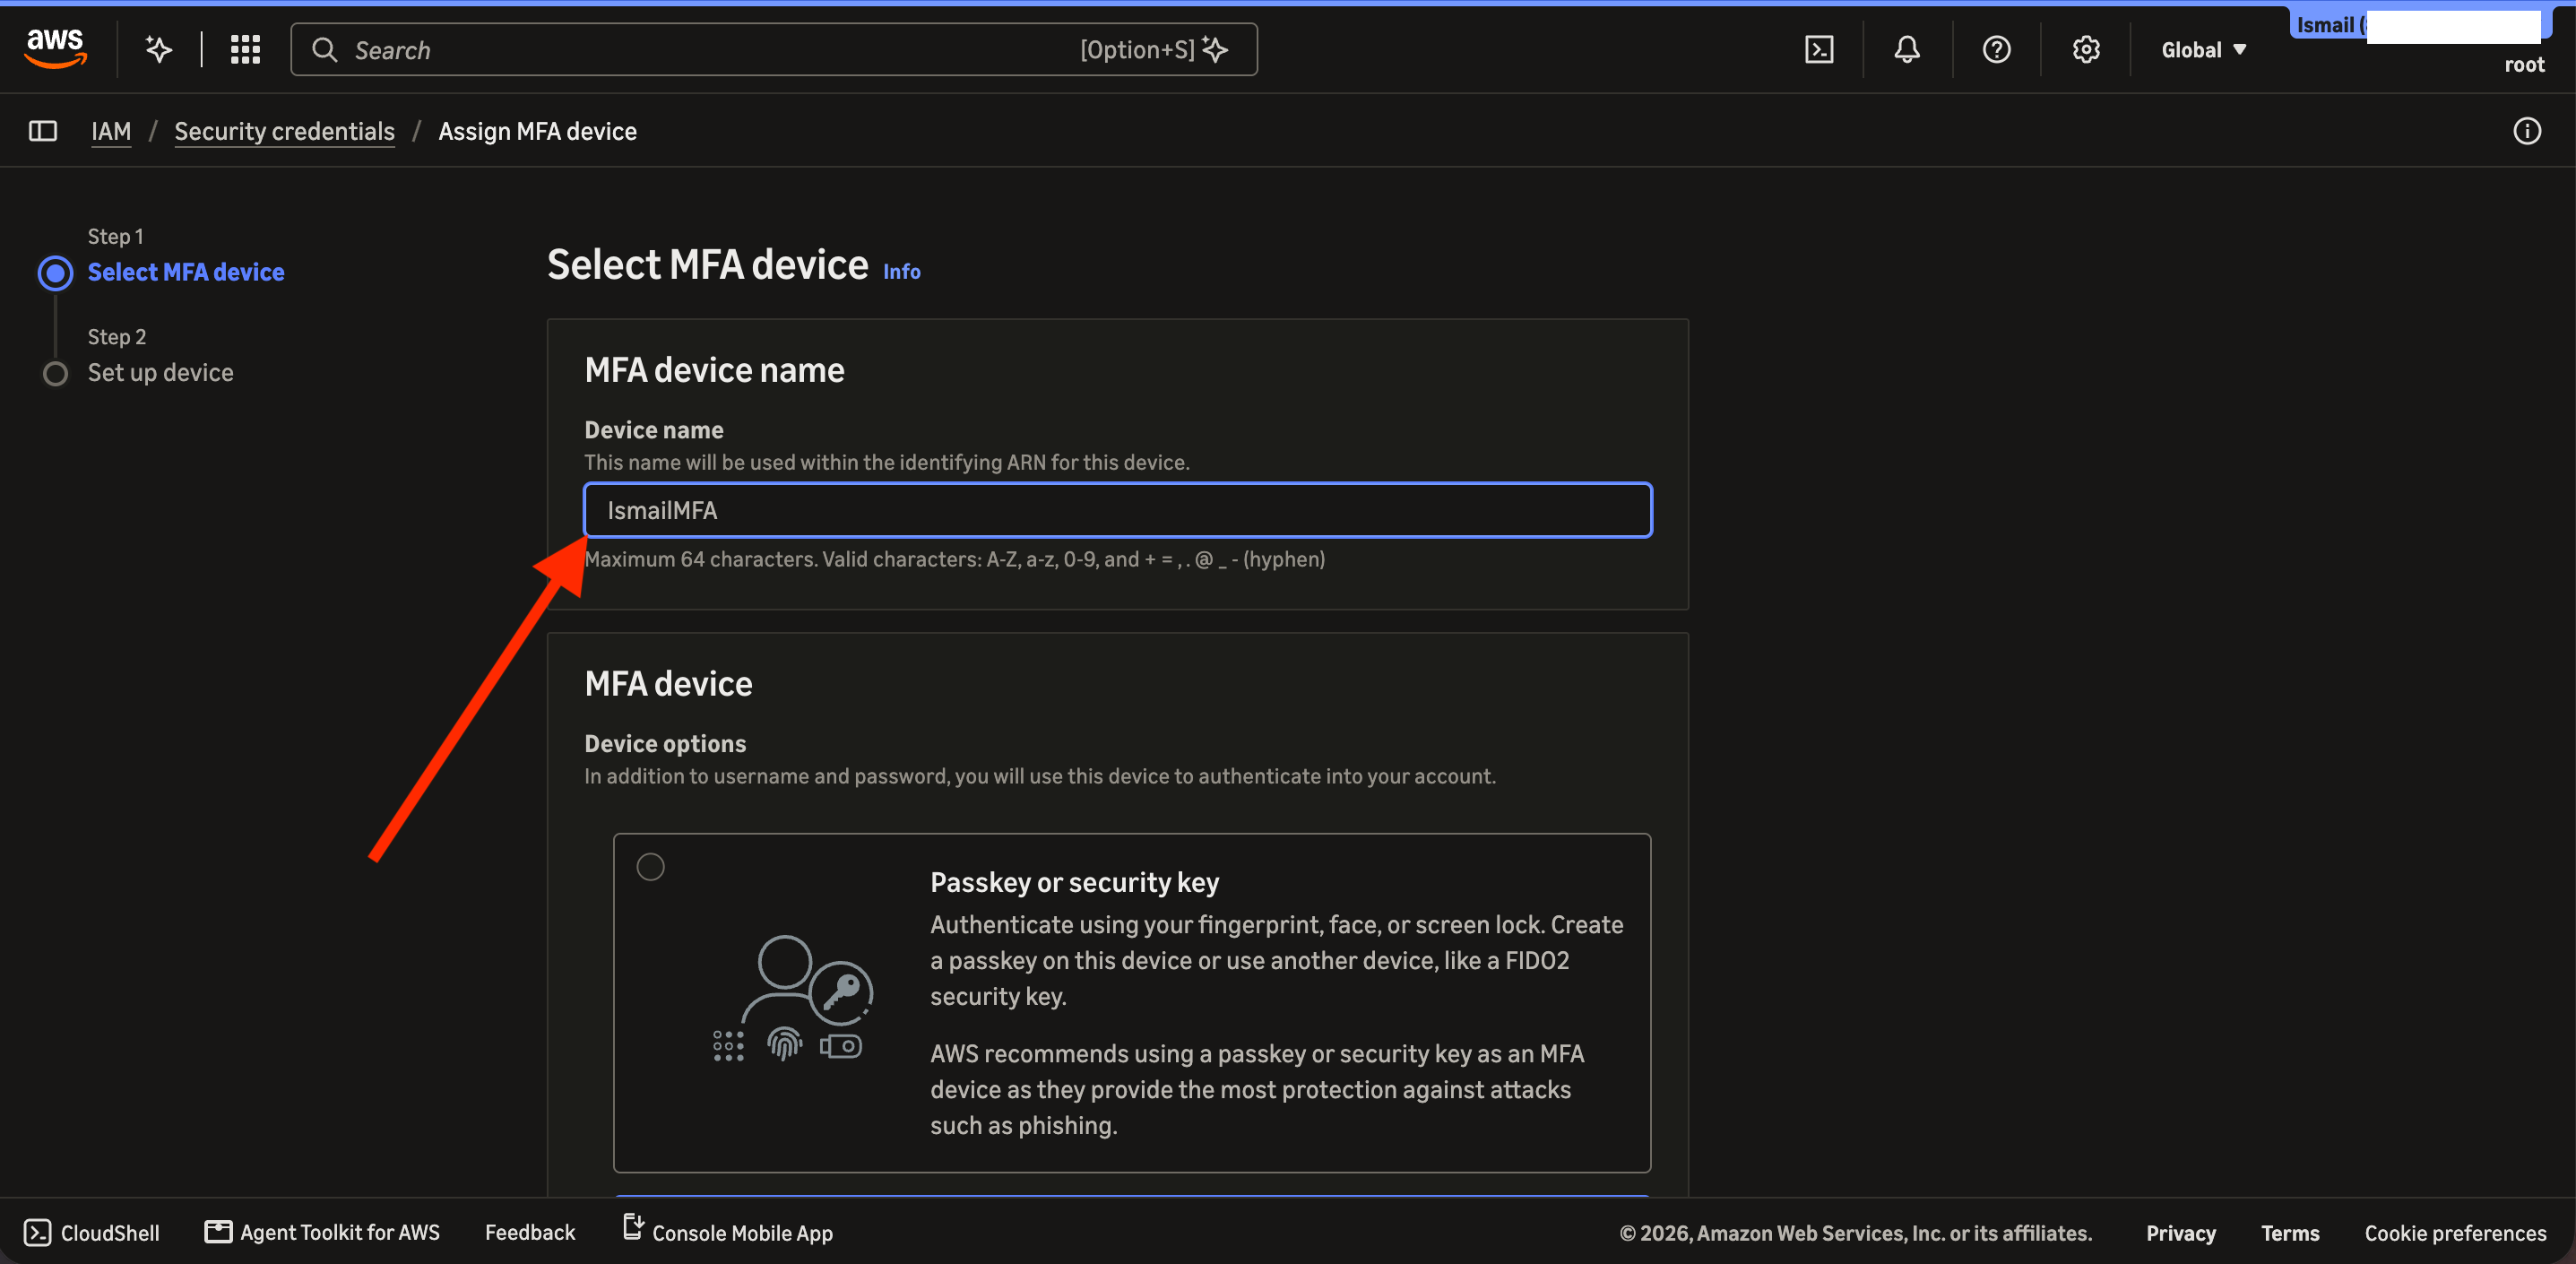 aws
Search
[Option+S]
Global
Ismail (
root
IAM / Security credentials / Assign MFA device
Step 1
Select MFA device
Step 2
Set up device
Select MFA device Info
MFA device name
Device name
This name will be used within the identifying ARN for this device.
IsmailMFA
Maximum 64 characters. Valid characters: A-Z, a-z, 0-9, and + = , . @ _ - (hyphen)
MFA device
Device options
In addition to username and password, you will use this device to authenticate into your account.
Passkey or security key
Authenticate using your fingerprint, face, or screen lock. Create
a passkey on this device or use another device, like a FIDO2
security key.
AWS recommends using a passkey or security key as an MFA
device as they provide the most protection against attacks
such as phishing.
CloudShell
Agent Toolkit for AWS
Feedback
Console Mobile App
© 2026, Amazon Web Services, Inc. or its affiliates.
Privacy
Terms
Cookie preferences